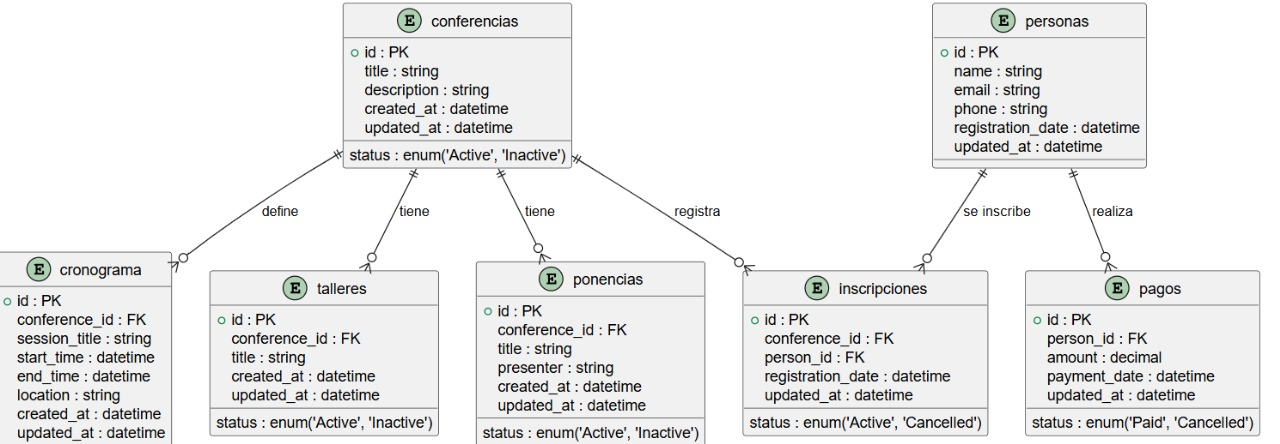 E conferencias
id : PK
title : string
description : string
created_at : datetime
updated_at : datetime
status : enum('Active', 'Inactive')
E personas
id : PK
name : string
email : string
phone : string
registration_date : datetime
updated_at : datetime
define
tiene
tiene
registra
se inscribe
realiza
E cronograma
id : PK
conference_id : FK
session_title : string
start_time : datetime
end_time : datetime
location : string
created_at : datetime
updated_at : datetime
E talleres
id : PK
conference_id : FK
title : string
created_at : datetime
updated_at : datetime
status : enum('Active', 'Inactive')
E ponencias
id : PK
conference_id : FK
title : string
presenter : string
created_at : datetime
updated_at : datetime
status : enum('Active', 'Inactive')
E inscripciones
id : PK
conference_id : FK
person_id : FK
registration_date : datetime
updated_at : datetime
status : enum('Active', 'Cancelled')
E pagos
id : PK
person_id : FK
amount : decimal
payment_date : datetime
updated_at : datetime
status : enum('Paid', 'Cancelled')